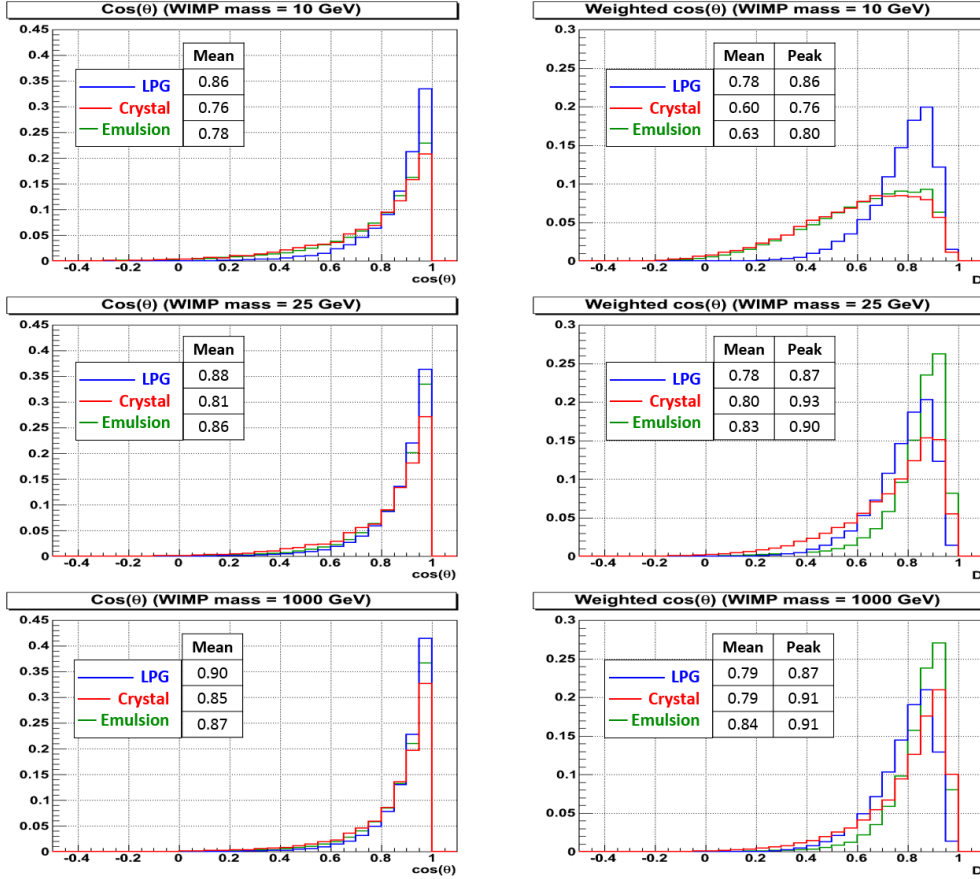 Cos(θ) (WIMP mass = 10 GeV)
0.45
0.4
0.35
0.3
0.25
0.2
0.15
0.1
0.05
0
Mean
LPG 0.86
Crystal 0.76
Emulsion 0.78
-0.4 -0.2 0 0.2 0.4 0.6 0.8 1
cos(θ)
Weighted cos(θ) (WIMP mass = 10 GeV)
0.3
0.25
0.2
0.15
0.1
0.05
0
Mean Peak
LPG 0.78 0.86
Crystal 0.60 0.76
Emulsion 0.63 0.80
-0.4 -0.2 0 0.2 0.4 0.6 0.8 1
D
Cos(θ) (WIMP mass = 25 GeV)
0.45
0.4
0.35
0.3
0.25
0.2
0.15
0.1
0.05
0
Mean
LPG 0.88
Crystal 0.81
Emulsion 0.86
-0.4 -0.2 0 0.2 0.4 0.6 0.8 1
cos(θ)
Weighted cos(θ) (WIMP mass = 25 GeV)
0.3
0.25
0.2
0.15
0.1
0.05
0
Mean Peak
LPG 0.78 0.87
Crystal 0.80 0.93
Emulsion 0.83 0.90
-0.4 -0.2 0 0.2 0.4 0.6 0.8 1
D
Cos(θ) (WIMP mass = 1000 GeV)
0.45
0.4
0.35
0.3
0.25
0.2
0.15
0.1
0.05
0
Mean
LPG 0.90
Crystal 0.85
Emulsion 0.87
-0.4 -0.2 0 0.2 0.4 0.6 0.8 1
cos(θ)
Weighted cos(θ) (WIMP mass = 1000 GeV)
0.3
0.25
0.2
0.15
0.1
0.05
0
Mean Peak
LPG 0.79 0.87
Crystal 0.79 0.91
Emulsion 0.84 0.91
-0.4 -0.2 0 0.2 0.4 0.6 0.8 1
D